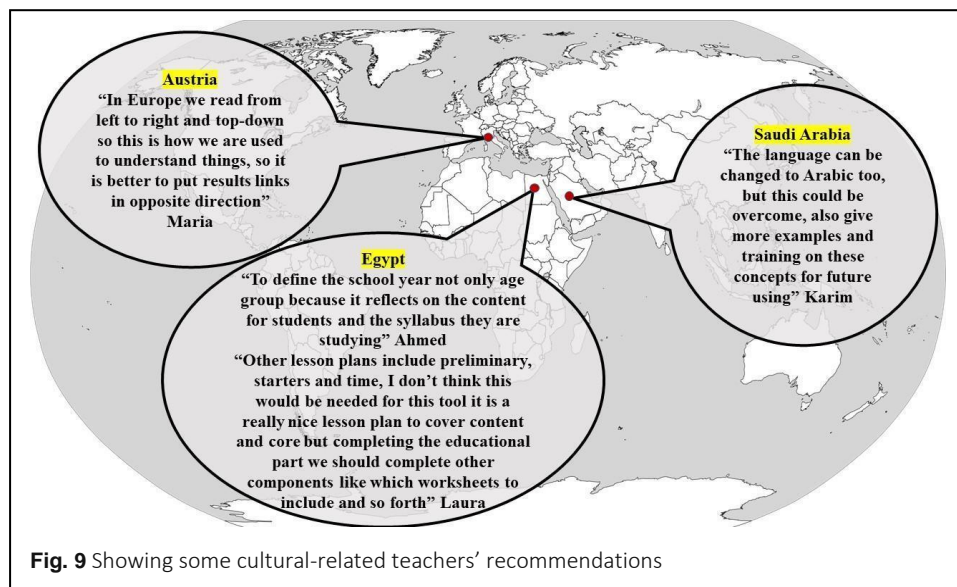 Austria
“In Europe we read from
left to right and top-down
so this is how we are used
to understand things, so it
is better to put results links
in opposite direction”
Maria
Saudi Arabia
“The language can be
changed to Arabic too,
but this could be
overcome, also give
more examples and
training on these
concepts for future
using” Karim
Egypt
“To define the school year not only age
group because it reflects on the content
for students and the syllabus they are
studying” Ahmed
“Other lesson plans include preliminary,
starters and time, I don’t think this
would be needed for this tool it is a
really nice lesson plan to cover content
and core but completing the educational
part we should complete other
components like which worksheets to
include and so forth” Laura
Fig. 9 Showing some cultural-related teachers’ recommendations